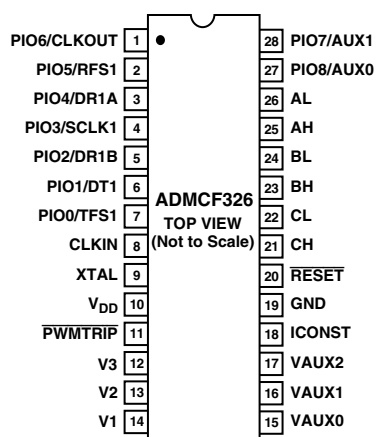 PIO6/CLKOUT 1 28 PIO7/AUX1
PIO5/RFS1 2 27 PIO8/AUX0
PIO4/DR1A 3 26 AL
PIO3/SCLK1 4 25 AH
PIO2/DR1B 5 24 BL
PIO1/DT1 6 23 BH
ADMCF326
PIO0/TFS1 7 TOP VIEW 22 CL
CLKIN 8 (Not to Scale) 21 CH
XTAL 9 20 RESET
VDD 10 19 GND
PWMTRIP 11 18 ICONST
V3 12 17 VAUX2
V2 13 16 VAUX1
V1 14 15 VAUX0